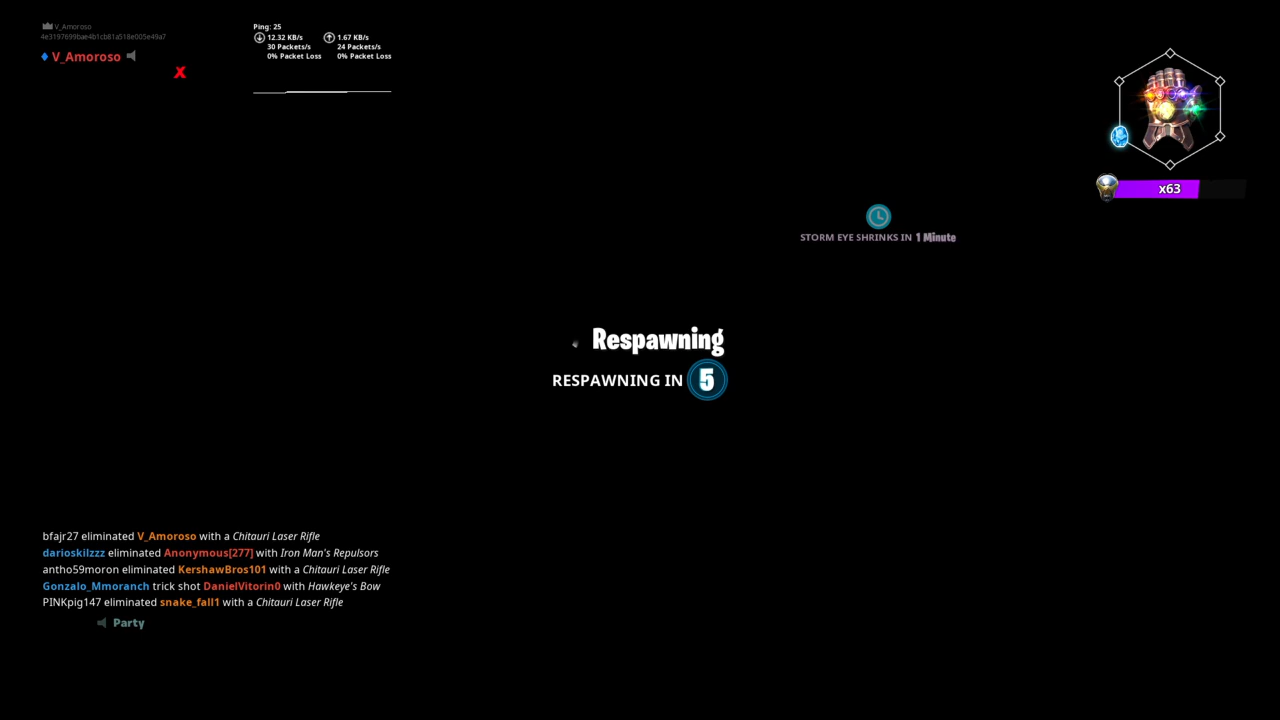 V_Amoroso
4e3197699bae4b1cb81a518e005e49a7
V_Amoroso
X
Ping: 25
12.32 KB/s 1.67 KB/s
30 Packets/s 24 Packets/s
0% Packet Loss 0% Packet Loss
x63
STORM EYE SHRINKS IN 1 Minute
Respawning
RESPAWNING IN 5
bfajr27 eliminated V_Amoroso with a Chitauri Laser Rifle
darioskilzzz eliminated Anonymous[277] with Iron Man's Repulsors
antho59moron eliminated KershawBros101 with a Chitauri Laser Rifle
Gonzalo_Mmoranch trick shot DanielVitorin0 with Hawkeye's Bow
PINKpig147 eliminated snake_fall1 with a Chitauri Laser Rifle
Party